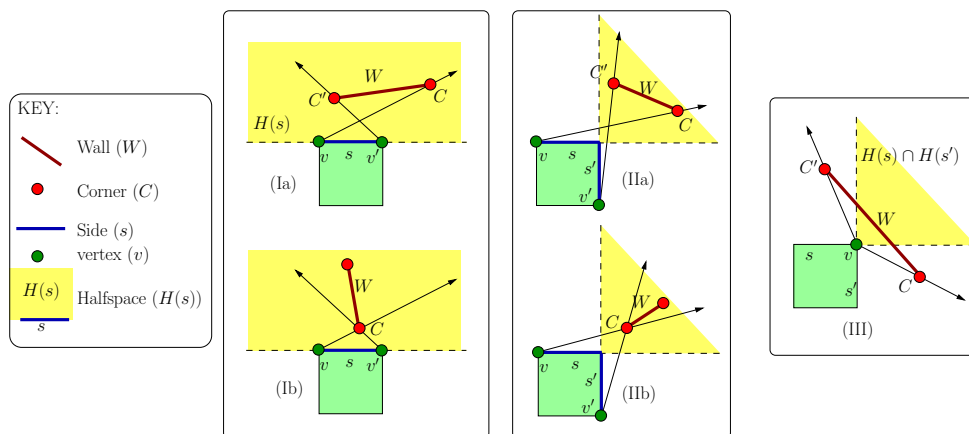 KEY:
Wall (W)
Corner (C)
Side (s)
vertex (v)
H(s)
Halfspace (H(s))
s
W
C′
C
H(s)
v
s
v′
(Ia)
W
C
v
s
v′
(Ib)
C′
W
C
v
s
s′
v′
(IIa)
W
C
v
s
s′
v′
(IIb)
H(s) ∩ H(s′)
C′
W
s
v
s′
C
(III)